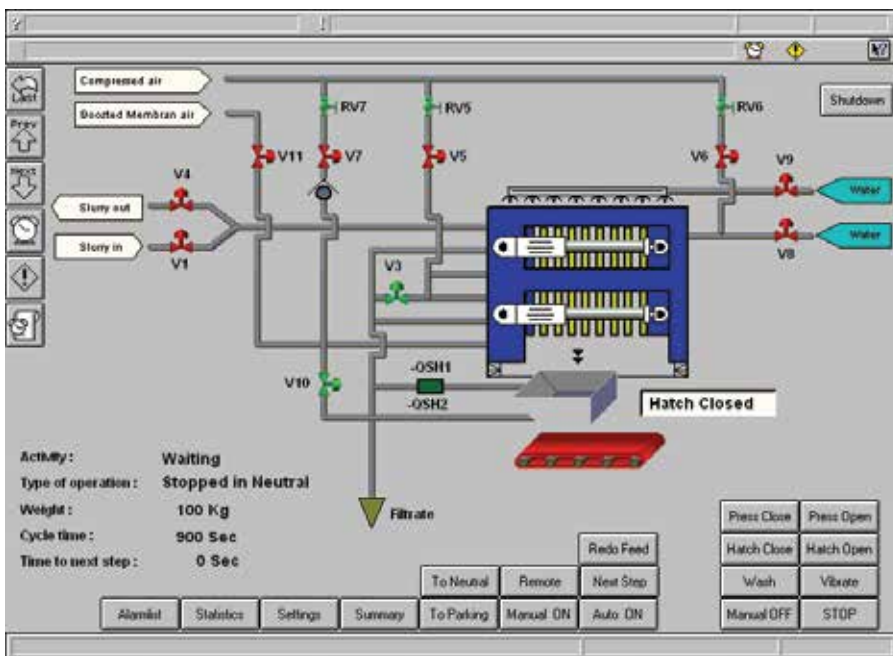 ?
!
Last
Prev
Next
Compressed air
Boosted Membran air
Shutdown
RV7
RV5
RV6
V11
V7
V5
V6
V9
V4
Water
Slurry out
Slurry in
Water
V1
V8
V3
V10
-QSH1
-QSH2
Hatch Closed
Activity : Waiting
Type of operation : Stopped in Neutral
Weight : 100 Kg
Filtrate
Cycle time : 900 Sec
Time to next step : 0 Sec
Press Close Press Open
Redo Feed Hatch Close Hatch Open
To Neutral Remote Next Step Wash Vibrate
Alarmlist Statistics Settings Summary To Parking Manual ON Auto ON Manual OFF STOP